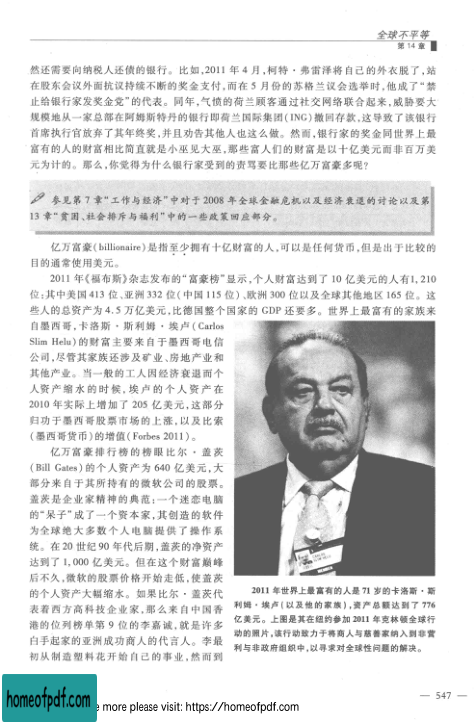 全球不平等
第 14 章
然还需要向纳税人还债的银行。比如,2011 年 4 月,柯特·弗雷泽将自己的外衣脱了,站
在股东会议外面抗议持续不断的奖金支付,而在 5 月份的苏格兰议会选举时,他成了“禁
止给银行家发奖金党”的代表。同年,气愤的荷兰顾客通过社交网络联合起来,威胁要大
规模地从一家总部在阿姆斯特丹的银行即荷兰国际集团(ING)撤回存款,这导致了该银行
首席执行官放弃了其年终奖,并且劝告其他人也这么做。然而,银行家的奖金同世界上最
富有的人的财富相比简直就是小巫见大巫,那些富人们的财富是以十亿美元而非百万美
元为计的。那么,你觉得为什么银行家受到的责骂要比那些亿万富豪多呢?
参见第 7 章“工作与经济”中对于 2008 年全球金融危机以及经济衰退的讨论以及第
13 章“贫困、社会排斥与福利”中的一些政策回应部分。
亿万富豪(billionaire)是指至少拥有十亿财富的人,可以是任何货币,但是出于比较的
目的通常使用美元。
2011 年《福布斯》杂志发布的“富豪榜”显示,个人财富达到了 10 亿美元的人有1, 210
位:其中美国 413 位、亚洲 332 位(中国 115 位)、欧洲 300 位以及全球其他地区 165 位。这
些人的总资产为 4. 5 万亿美元,比德国整个国家的 GDP 还要多。世界上最富有的家族来
自墨西哥,卡洛斯·斯利姆·埃卢(Carlos
Slim Helu)的财富主要来自于墨西哥电信
公司,尽管其家族还涉及矿业、房地产业和
其他产业。当一般的工人因经济衰退而个
人资产缩水的时候,埃卢的个人资产在
2010 年实际上增加了 205 亿美元,这部分
归功于墨西哥股票市场的上涨,以及比索
(墨西哥货币)的增值(Forbes 2011)。
亿万富豪排行榜的榜眼比尔·盖茨
(Bill Gates)的个人资产为 640 亿美元,大
部分来自于其所持有的微软公司的股票。
盖茨是企业家精神的典范:一个迷恋电脑
的“呆子”成了一个资本家,其创造的软件
为全球绝大多数个人电脑提供了操作系
统。在 20 世纪 90 年代后期,盖茨的净资产
达到了 1, 000 亿美元。但在这个财富巅峰
后不久,微软的股票价格开始走低,使盖茨
的个人资产大幅缩水。如果比尔·盖茨代
表着西方高科技企业家,那么来自中国香
港的位列榜单第 9 位的李嘉诚,就是许多
白手起家的亚洲成功商人的代言人。李最
初从制造塑料花开始自己的事业,然而到
2011 年世界上最富有的人是 71 岁的卡洛斯·斯
利姆·埃卢(以及他的家族),资产总额达到了 776
亿美元。上图是其在纽约参加 2011 年克林顿全球行
动的照片,该行动致力于将商人与慈善家纳入到非营
利与非政府组织中,以寻求对全球性问题的解决。
— 547 —
homeofpdf.com
e more please visit: https://homeofpdf.com